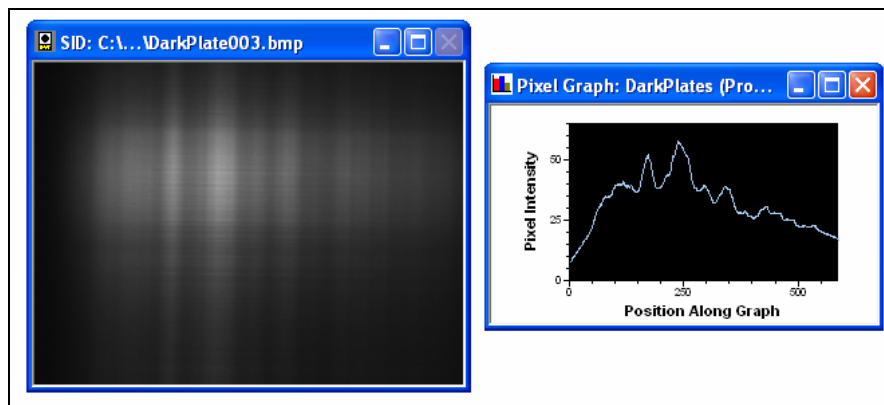 SID: C:\...\DarkPlate003.bmp
Pixel Graph: DarkPlates (Pro...
50
25
0
0 250 500
Pixel Intensity
Position Along Graph